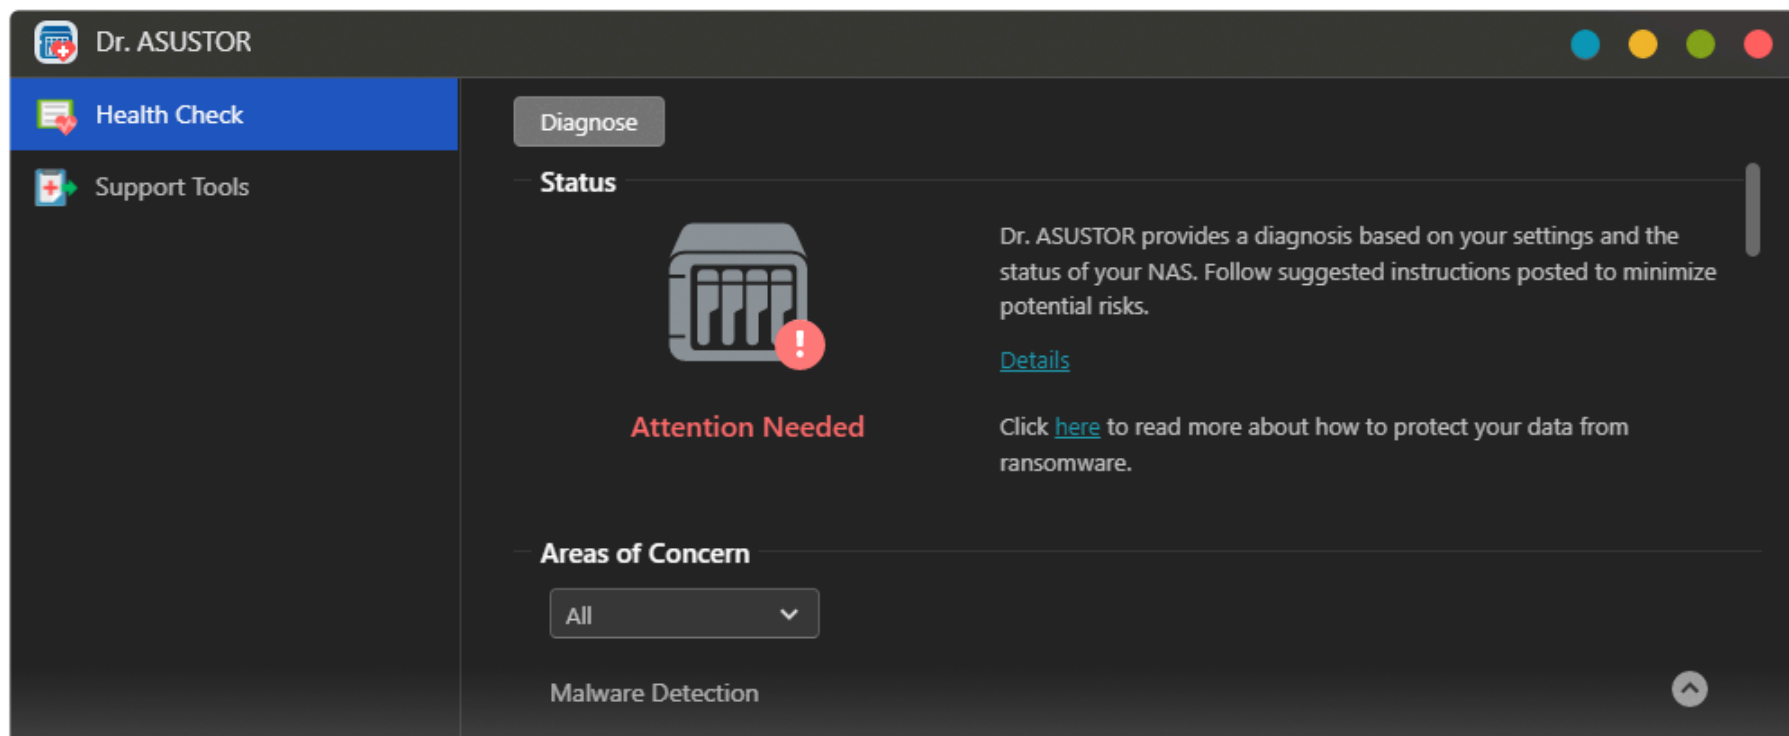 Dr. ASUSTOR
Health Check
Support Tools
Diagnose
Status
Attention Needed
Dr. ASUSTOR provides a diagnosis based on your settings and the
status of your NAS. Follow suggested instructions posted to minimize
potential risks.
Details
Click here to read more about how to protect your data from
ransomware.
Areas of Concern
All
Malware Detection